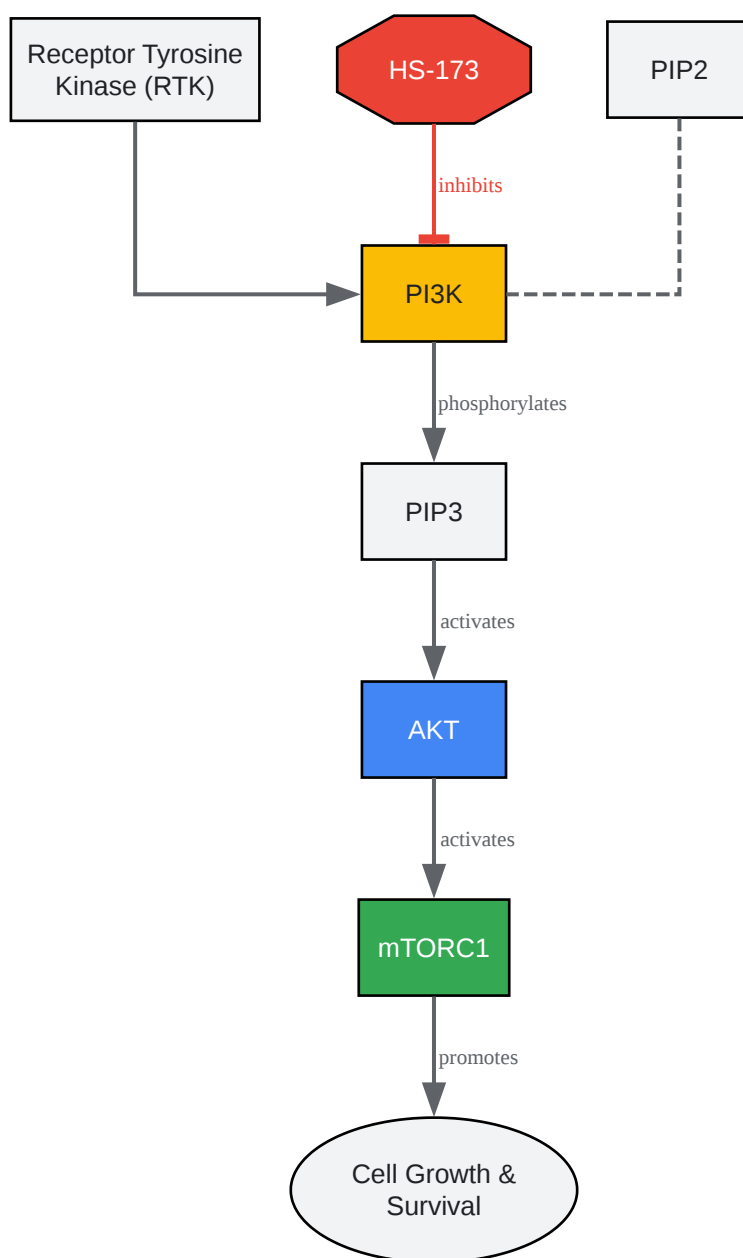 Receptor Tyrosine
Kinase (RTK)
HS-173
PIP2
inhibits
PI3K
phosphorylates
PIP3
activates
AKT
activates
mTORC1
promotes
Cell Growth &
Survival